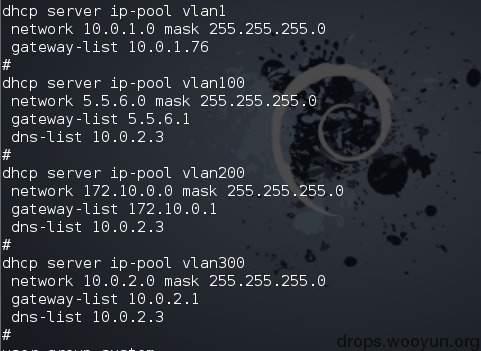 dhcp server ip-pool vlan1
 network 10.0.1.0 mask 255.255.255.0
 gateway-list 10.0.1.76
#
dhcp server ip-pool vlan100
 network 5.5.6.0 mask 255.255.255.0
 gateway-list 5.5.6.1
 dns-list 10.0.2.3
#
dhcp server ip-pool vlan200
 network 172.10.0.0 mask 255.255.255.0
 gateway-list 172.10.0.1
 dns-list 10.0.2.3
#
dhcp server ip-pool vlan300
 network 10.0.2.0 mask 255.255.255.0
 gateway-list 10.0.2.1
 dns-list 10.0.2.3
#
drops.wooyun.org